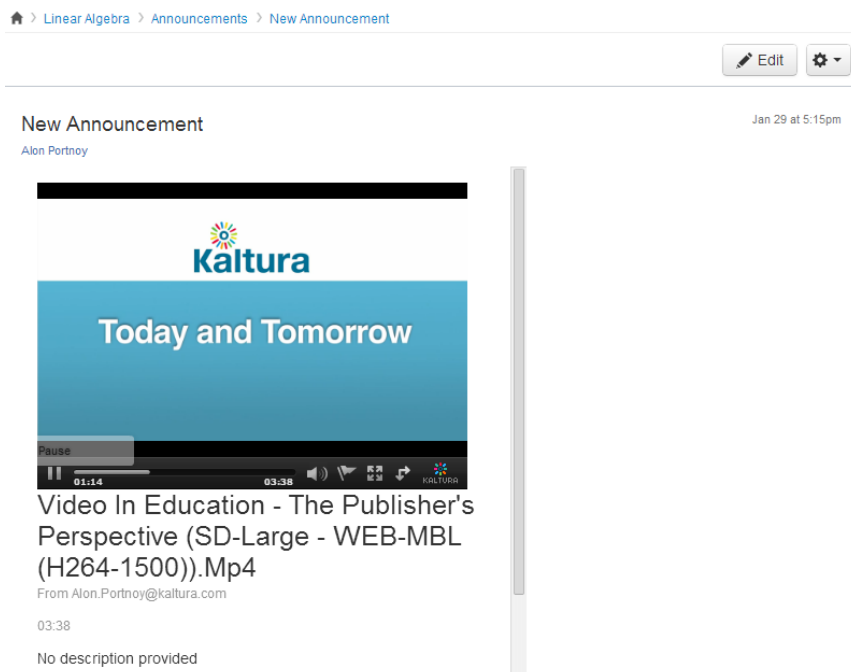 Linear Algebra Announcements New Announcement
Edit
New Announcement
Jan 29 at 5:15pm
Alon Portnoy
Kaltura
Today and Tomorrow
Pause
01:14
03:38
KALTURA
Video In Education - The Publisher's
Perspective (SD-Large - WEB-MBL
(H264-1500)).Mp4
From Alon.Portnoy@kaltura.com
03:38
No description provided